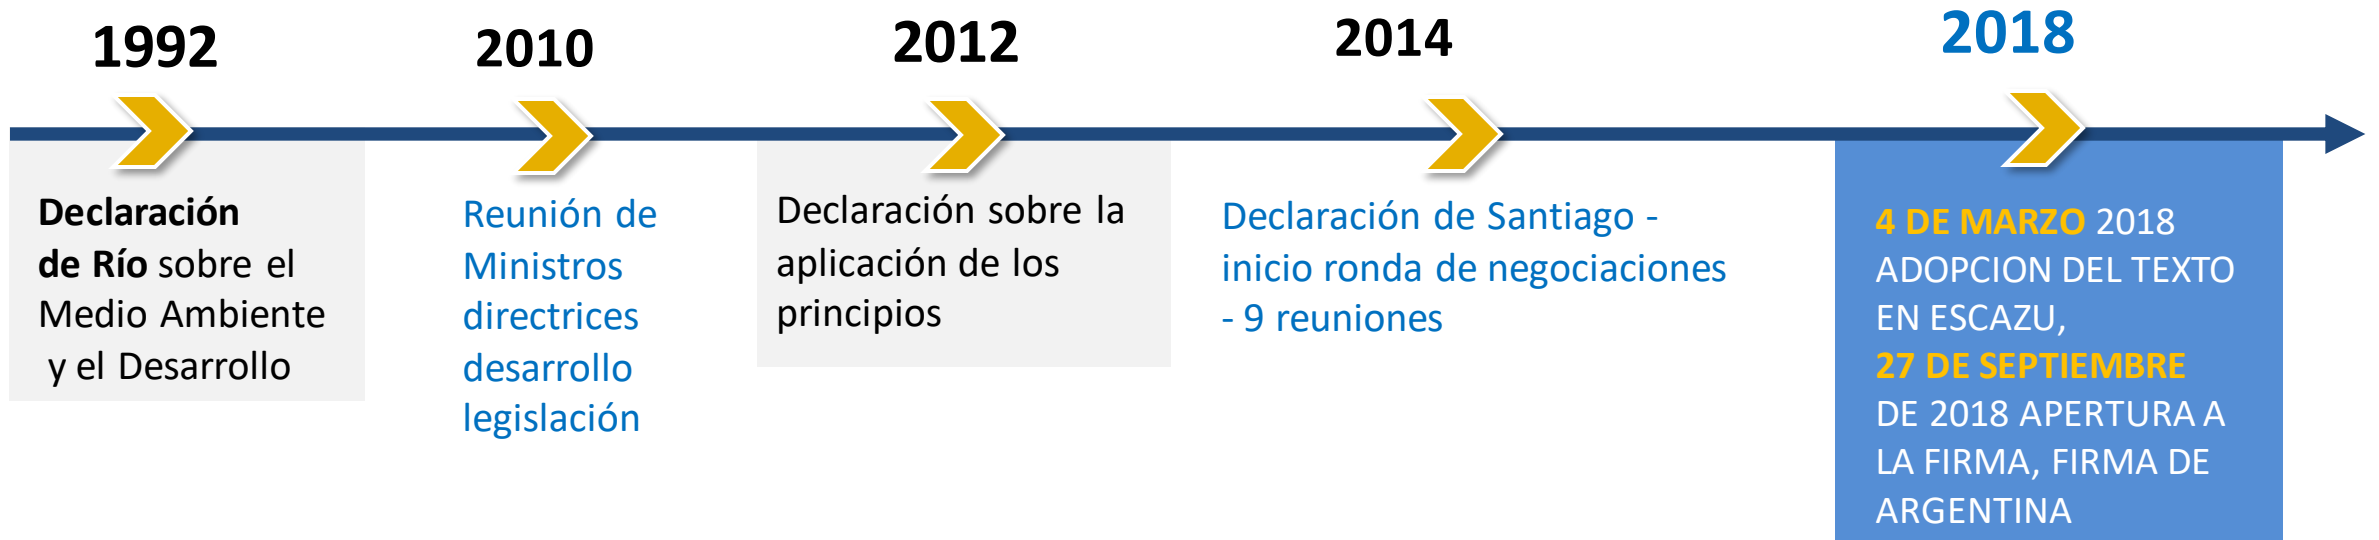 1992
Declaración
de Río sobre el
Medio Ambiente
y el Desarrollo
2010
Reunión de
Ministros
directrices
desarrollo
legislación
2012
Declaración sobre la
aplicación de los
principios
2014
Declaración de Santiago -
inicio ronda de negociaciones
- 9 reuniones
2018
4 DE MARZO 2018
ADOPCION DEL TEXTO
EN ESCAZU,
27 DE SEPTIEMBRE
DE 2018 APERTURA A
LA FIRMA, FIRMA DE
ARGENTINA